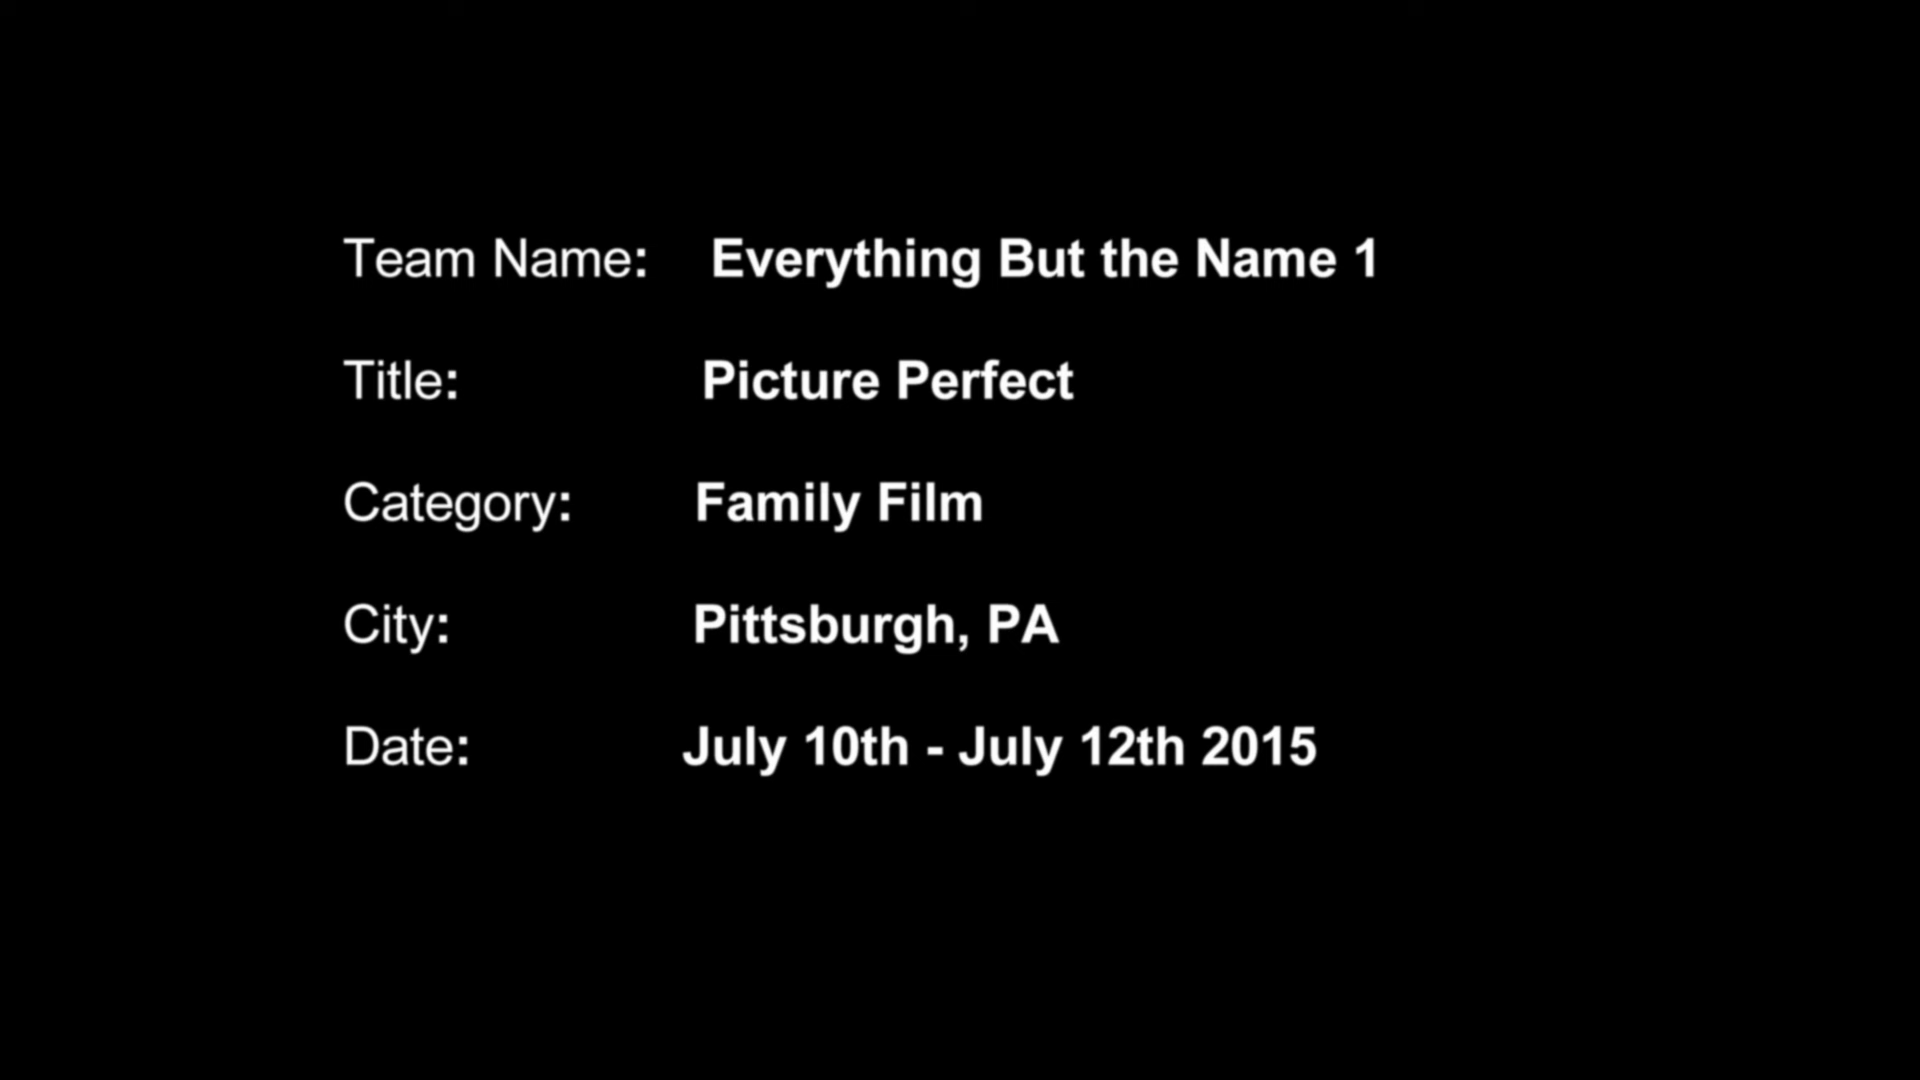 Team Name: Everything But the Name 1
Title: Picture Perfect
Category: Family Film
City: Pittsburgh, PA
Date: July 10th - July 12th 2015